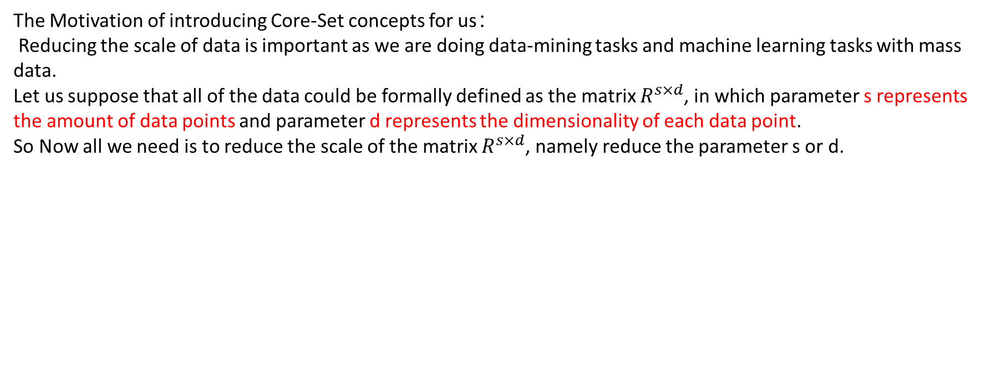 The Motivation of introducing Core-Set concepts for us：
Reducing the scale of data is important as we are doing data-mining tasks and machine learning tasks with mass
data.
Let us suppose that all of the data could be formally defined as the matrix $R^{s×d}$, in which parameter s represents
the amount of data points and parameter d represents the dimensionality of each data point.
So Now all we need is to reduce the scale of the matrix $R^{s×d}$, namely reduce the parameter s or d.